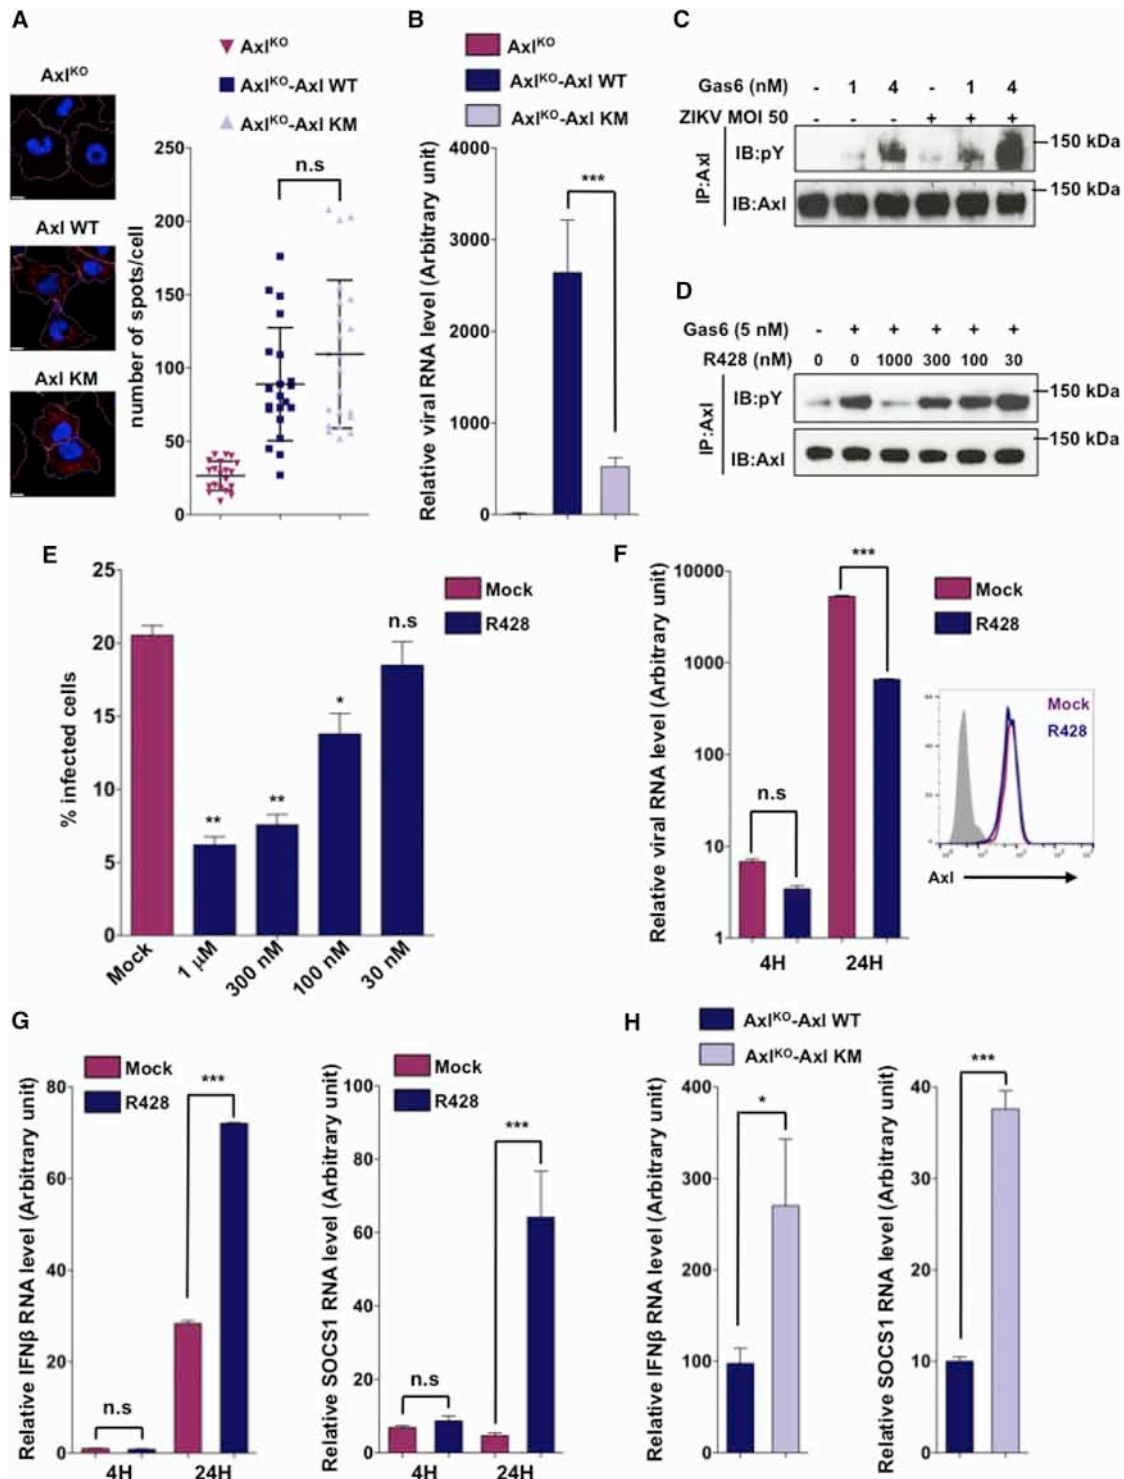 A
Axl^KO
Axl WT
Axl KM
Axl^KO
Axl^KO-Axl WT
Axl^KO-Axl KM
number of spots/cell
250
200
150
100
50
0
n.s
B
Axl^KO
Axl^KO-Axl WT
Axl^KO-Axl KM
Relative viral RNA level (Arbitrary unit)
4000
3000
2000
1000
0
***
C
Gas6 (nM) - 1 4 - 1 4
ZIKV MOI 50 - - - + + +
IP:Axl
IB:pY
150 kDa
IB:Axl
150 kDa
D
Gas6 (5 nM) - + + + + +
R428 (nM) 0 0 1000 300 100 30
IP:Axl
IB:pY
150 kDa
IB:Axl
150 kDa
E
% infected cells
25
20
15
10
5
0
Mock
R428
**
**
*
n.s
Mock
1 µM
300 nM
100 nM
30 nM
F
Relative viral RNA level (Arbitrary unit)
10000
1000
100
10
1
n.s
***
4H 24H
Mock
R428
Mock
R428
Axl
G
Mock
R428
Relative IFNβ RNA level (Arbitrary unit)
80
60
40
20
0
n.s
***
4H 24H
Mock
R428
Relative SOCS1 RNA level (Arbitrary unit)
100
80
60
40
20
0
n.s
***
4H 24H
H
Axl^KO-Axl WT
Axl^KO-Axl KM
Relative IFNβ RNA level (Arbitrary unit)
400
300
200
100
0
*
Relative SOCS1 RNA level (Arbitrary unit)
40
30
20
10
0
***